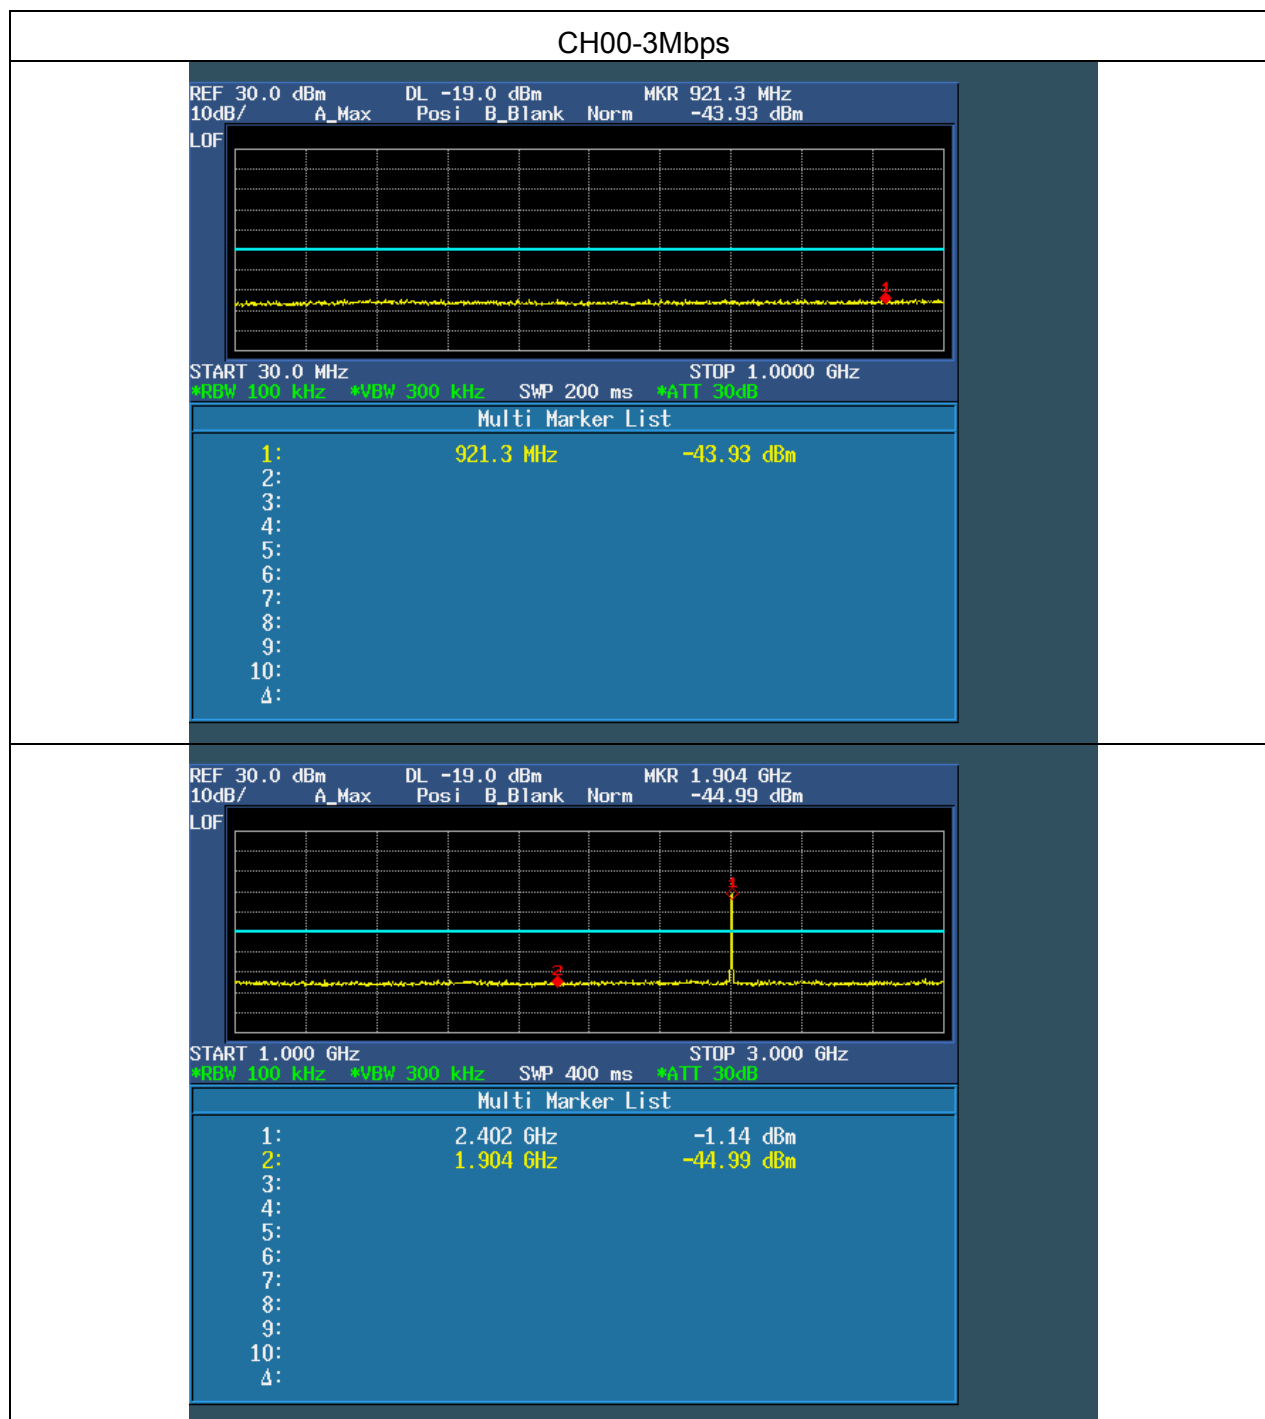 CH00-3Mbps
REF 30.0 dBm DL -19.0 dBm MKR 921.3 MHz
10dB/ A_Max Posi B_Blank Norm -43.93 dBm
LOF
1
START 30.0 MHz STOP 1.0000 GHz
*RBW 100 kHz *VBW 300 kHz SWP 200 ms *ATT 30dB
Multi Marker List
1: 921.3 MHz -43.93 dBm
2:
3:
4:
5:
6:
7:
8:
9:
10:
Δ:
REF 30.0 dBm DL -19.0 dBm MKR 1.904 GHz
10dB/ A_Max Posi B_Blank Norm -44.99 dBm
LOF
1
2
START 1.000 GHz STOP 3.000 GHz
*RBW 100 kHz *VBW 300 kHz SWP 400 ms *ATT 30dB
Multi Marker List
1: 2.402 GHz -1.14 dBm
2: 1.904 GHz -44.99 dBm
3:
4:
5:
6:
7:
8:
9:
10:
Δ: